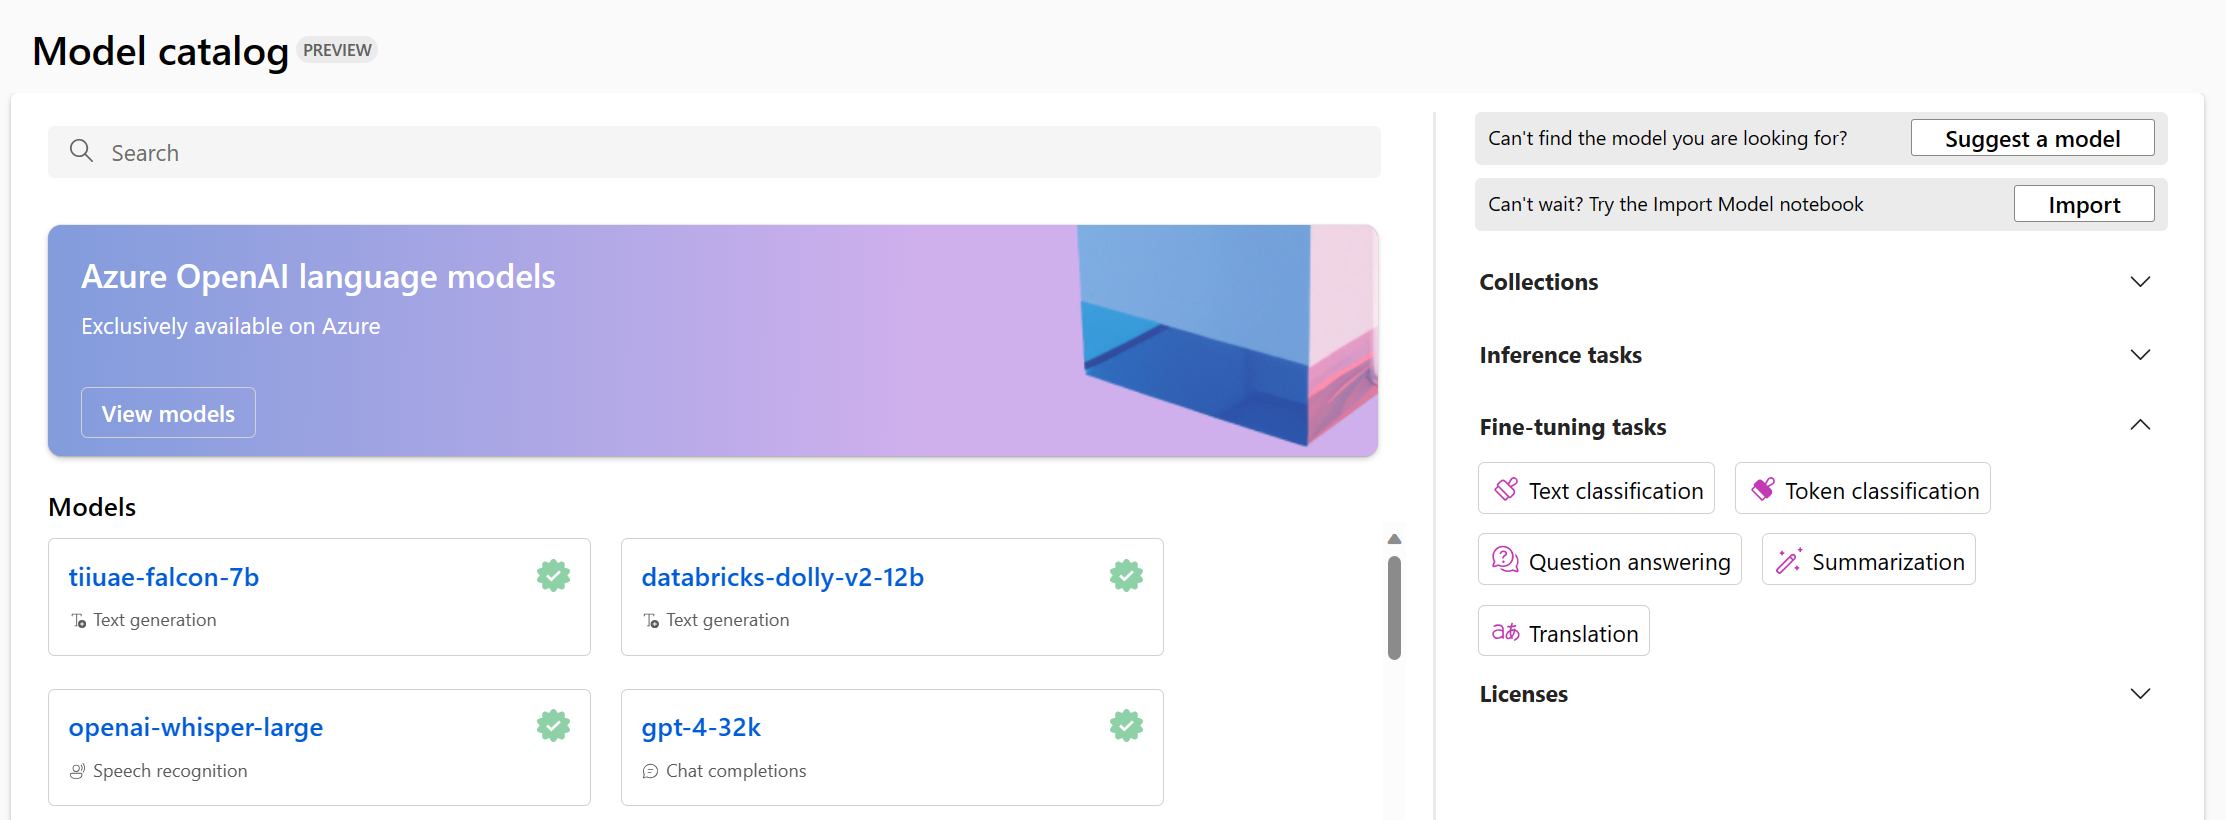 Model catalog PREVIEW
Search
Azure OpenAI language models
Exclusively available on Azure
View models
Models
tiiuae-falcon-7b
Text generation
databricks-dolly-v2-12b
Text generation
openai-whisper-large
Speech recognition
gpt-4-32k
Chat completions
Can't find the model you are looking for? Suggest a model
Can't wait? Try the Import Model notebook Import
Collections
Inference tasks
Fine-tuning tasks
Text classification Token classification
Question answering Summarization
aあ Translation
Licenses